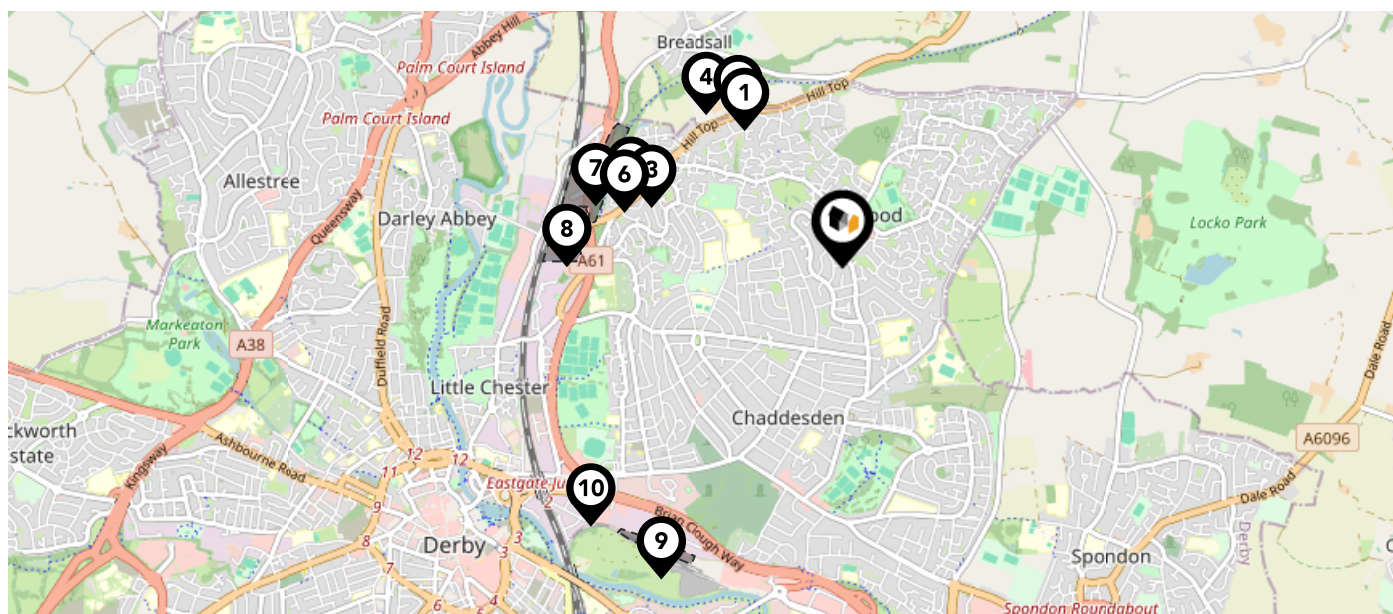 Abbey Hill
Breadsall
Palm Court Island
4
1
Hill Top
Palm Court Island
Hill Top
7
6
3
Allestree
Queensway
Darley Abbey
ood
Locko Park
8
A61
Markeaton
Park
A38
Duffield Road
Dale Road
Little Chester
Chaddesden
ckworth
state
Kingsway
Ashbourne Road
12
12
11
A6096
Eastgate Ju
2
10
9
Brian Clough Way
Dale Road
Derby
3
3
8
9
7
Spondon
Derby
6
4
Spondon Roundabout